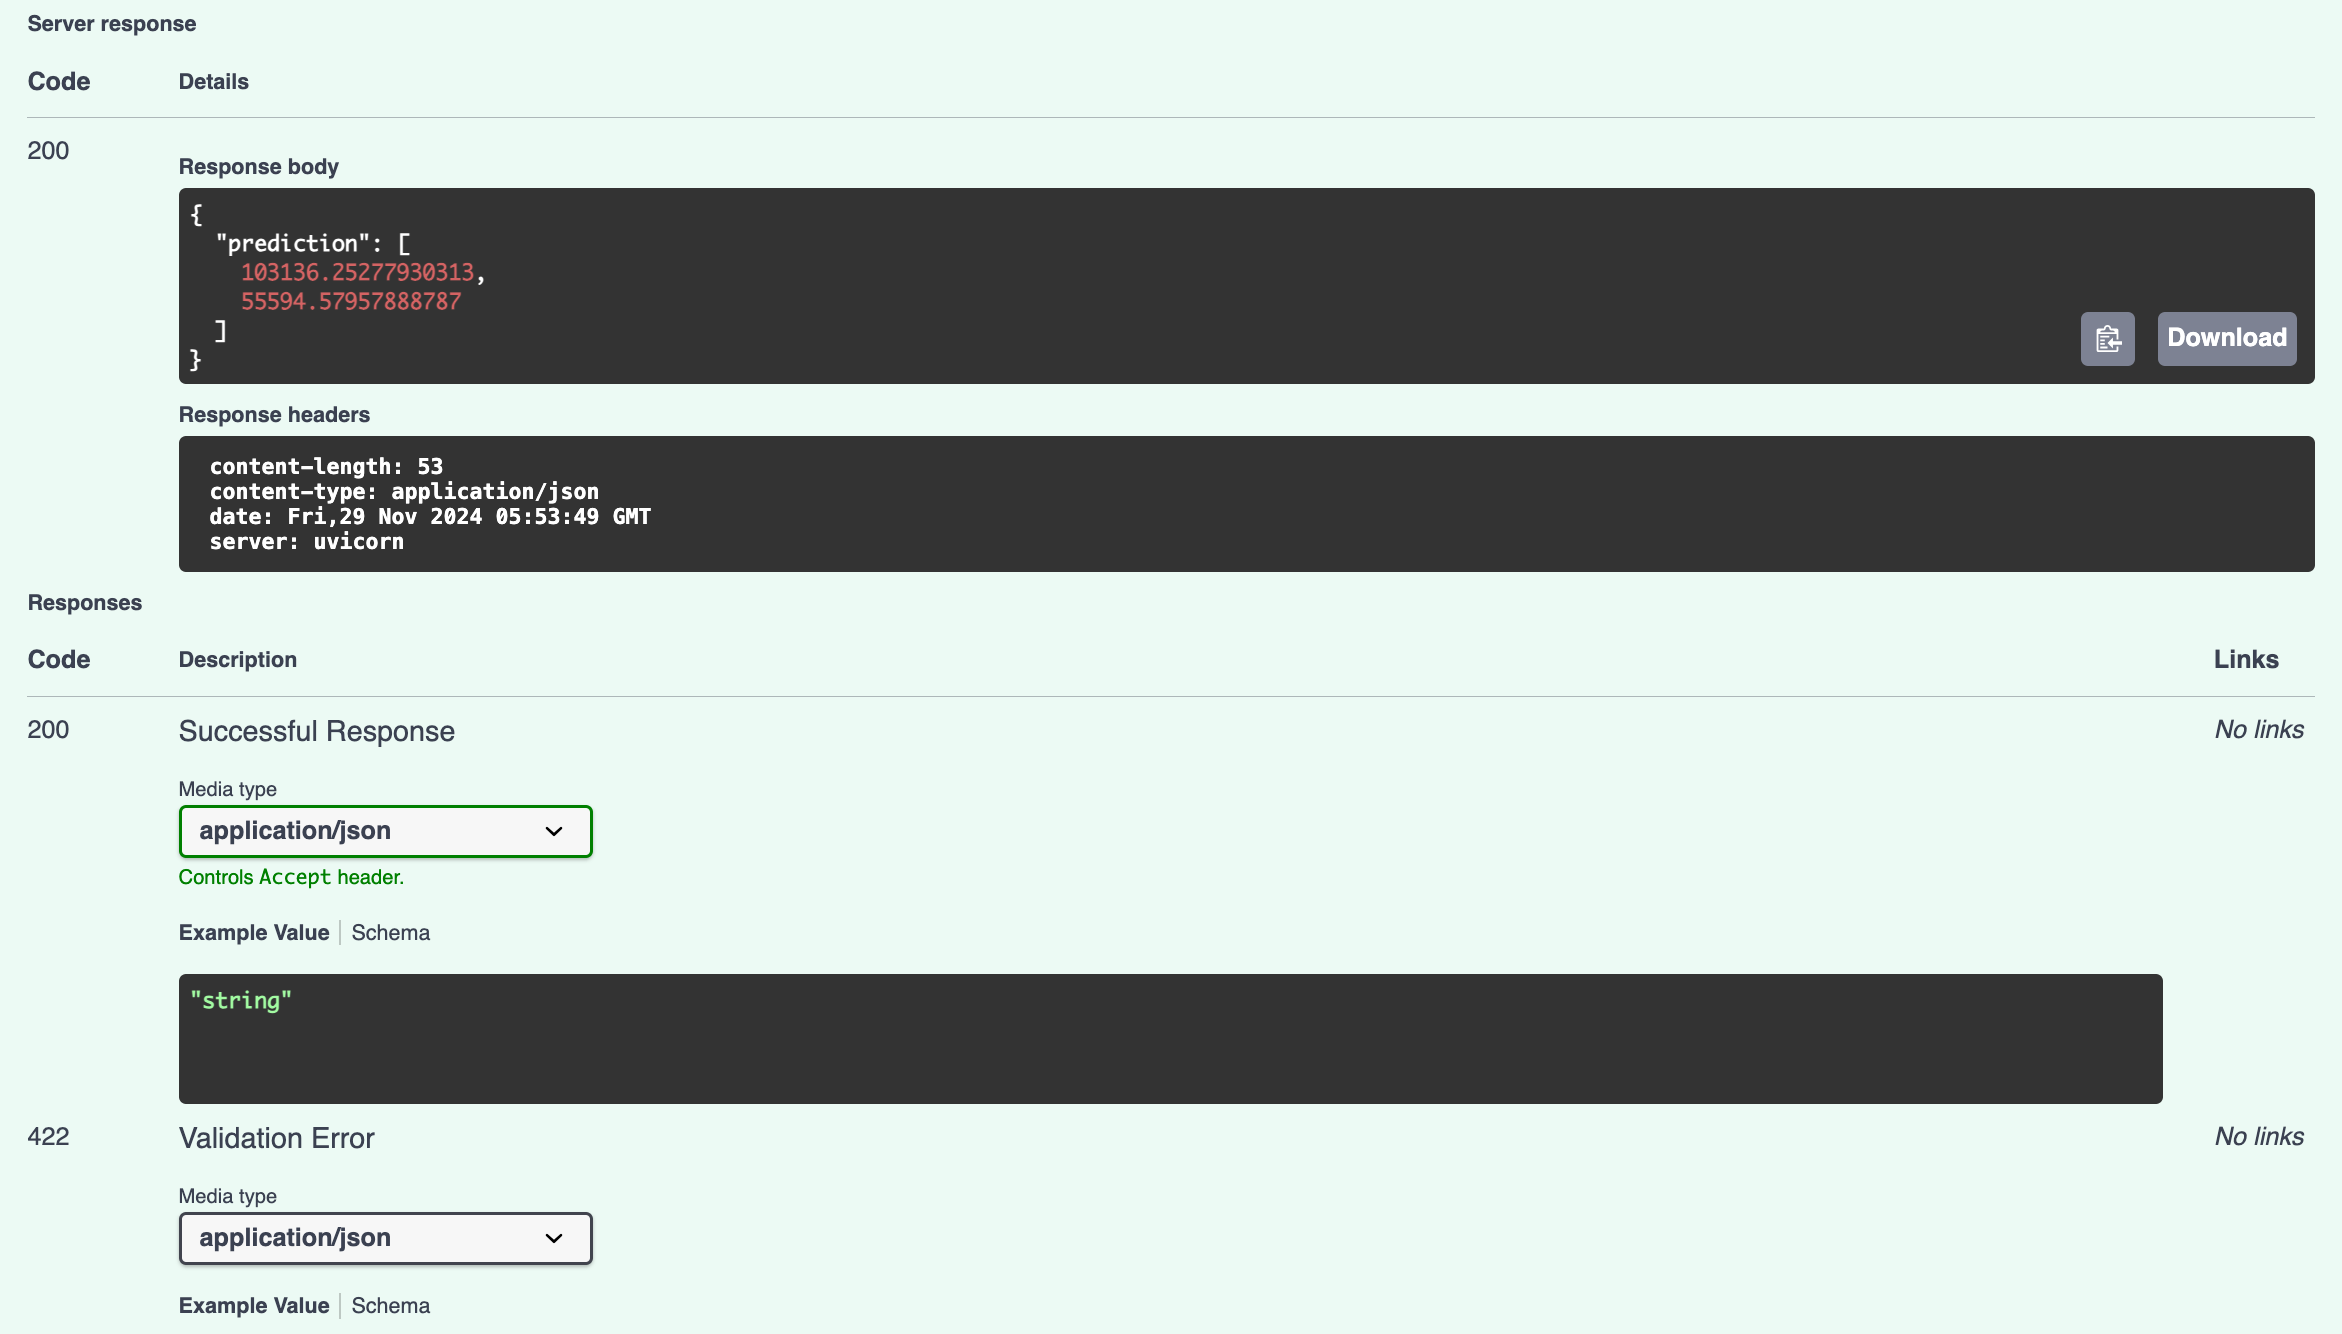 Server response
Code Details
200
Response body
{
  "prediction": [
    103136.25277930313,
    55594.57957888787
  ]
}
Download
Response headers
content-length: 53
content-type: application/json
date: Fri,29 Nov 2024 05:53:49 GMT
server: uvicorn
Responses
Code Description Links
200 Successful Response No links
Media type
application/json
Controls Accept header.
Example Value Schema
"string"
422 Validation Error No links
Media type
application/json
Example Value Schema